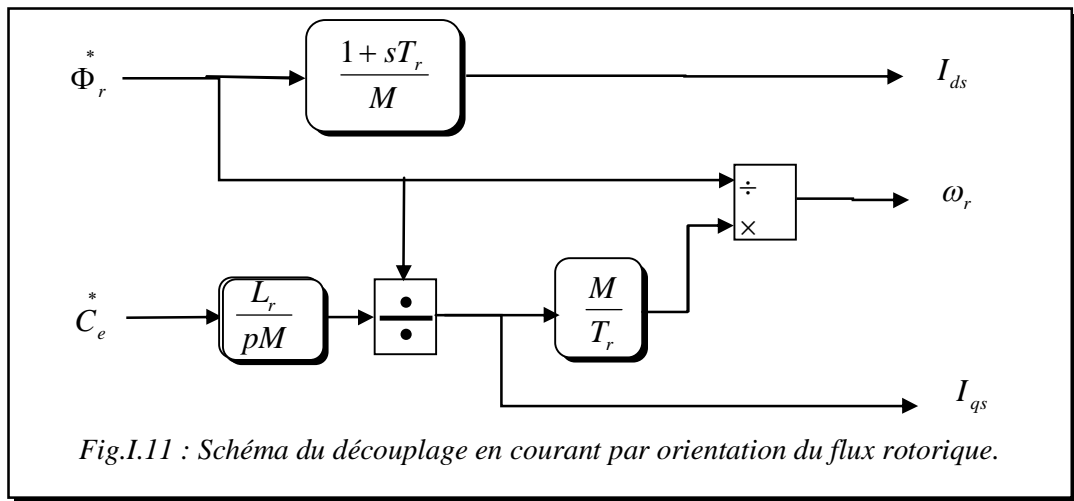 Φ*r
(1 + sTr) / M
Ids
÷
×
ωr
C*e
Lr / pM
÷
M / Tr
Iqs
Fig.I.11 : Schéma du découplage en courant par orientation du flux rotorique.